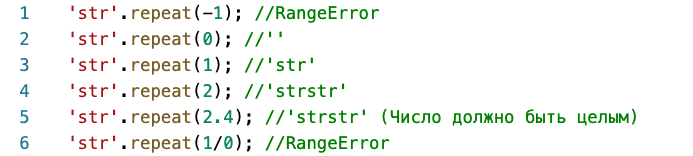 1 'str'.repeat(-1); //RangeError
2 'str'.repeat(0); //''
3 'str'.repeat(1); //'str'
4 'str'.repeat(2); //'strstr'
5 'str'.repeat(2.4); //'strstr' (Число должно быть целым)
6 'str'.repeat(1/0); //RangeError